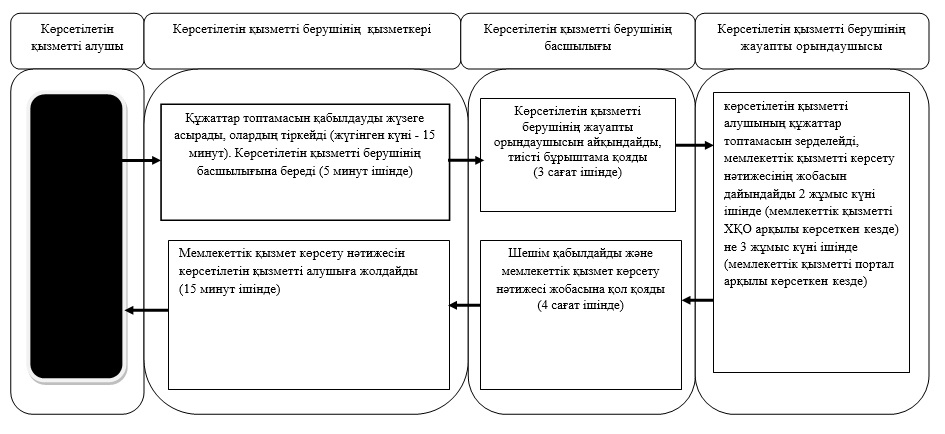 Көрсетілетін
қызметті алушы
Көрсетілетін қызметті берушінің қызметкері
Көрсетілетін қызметті берушінің
басшылығы
Көрсетілетін қызметті берушінің
жауапты орындаушысы
Құжаттар топтамасын қабылдауды жүзеге
асырады, олардың тіркейді (жүгінген күні - 15
минут). Көрсетілетін қызметті берушінің
басшылығына береді (5 минут ішінде)
Көрсетілетін қызметті
берушінің жауапты
орындаушысын айқындайды,
тиісті бұрыштама қояды
(3 сағат ішінде)
көрсетілетін қызметті
алушының құжаттар
топтамасын зерделейді,
мемлекеттік қызметті көрсету
нәтижесінің жобасын
дайындайды 2 жұмыс күні
ішінде (мемлекеттік қызметті
ХҚО арқылы көрсеткен кезде)
не 3 жұмыс күні ішінде
(мемлекеттік қызметті портал
арқылы көрсеткен кезде)
Мемлекеттік қызмет көрсету нәтижесін
көрсетілетін қызметті алушыға жолдайды
(15 минут ішінде)
Шешім қабылдайды және
мемлекеттік қызмет көрсету
нәтижесі жобасына қол қояды
(4 сағат ішінде)